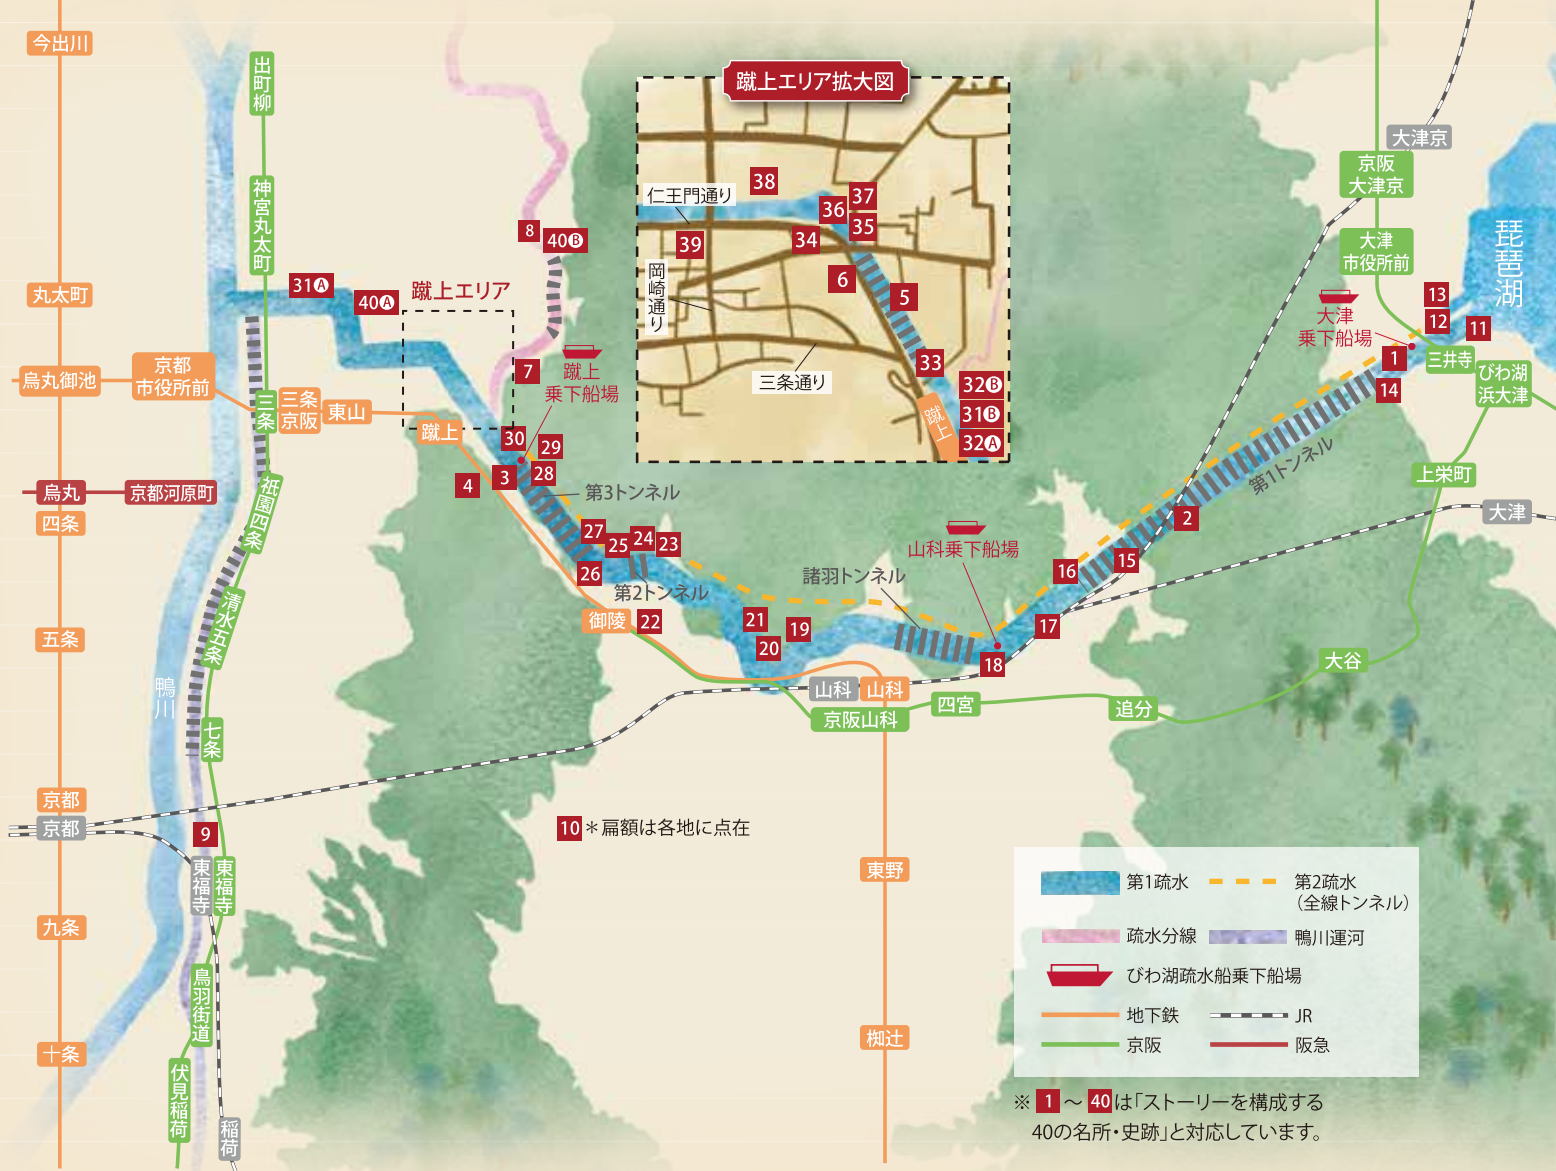 今出川
出町柳
神宮丸太町
31A
40A
蹴上エリア
丸太町
烏丸御池
京都
市役所前
三条
三条
京阪
東山
蹴上
8
40B
7
蹴上
乗下船場
烏丸
京都河原町
四条
祇園四条
清水五条
五条
鴨川
七条
京都
京都
9
東福寺
東福寺
九条
鳥羽街道
十条
伏見稲荷
稲荷
蹴上エリア拡大図
仁王門通り
38
37
36
35
34
39
岡崎通り
6
5
33
三条通り
32B
31B
32A
蹴上
30
29
28
3
4
第3トンネル
27
25
24
23
26
第2トンネル
御陵
22
21
19
20
諸羽トンネル
山科乗下船場
18
17
16
15
2
第1トンネル
14
1
大津
乗下船場
13
12
11
琵琶湖
大津京
京阪
大津京
大津
市役所前
三井寺
びわ湖
浜大津
上栄町
大津
大谷
追分
四宮
山科
山科
京阪山科
東野
椥辻
10＊扁額は各地に点在
第1疏水
第2疏水
（全線トンネル）
疏水分線
鴨川運河
びわ湖疏水船乗下船場
地下鉄
JR
京阪
阪急
※ 1 ～ 40は「ストーリーを構成する
40の名所・史跡」と対応しています。